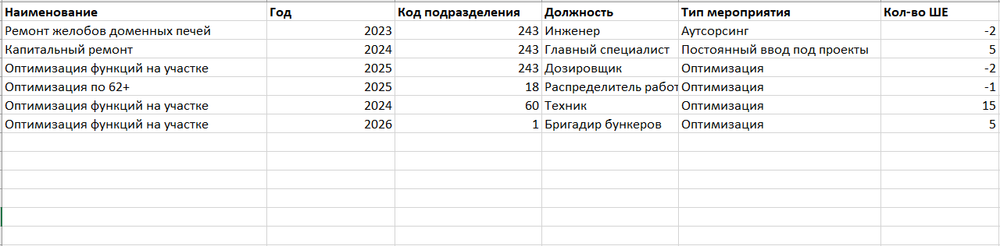 Наименование Год Код подразделения Должность Тип мероприятия Кол-во ШЕ
Ремонт желобов доменных печей 2023 243 Инженер Аутсорсинг -2
Капитальный ремонт 2024 243 Главный специалист Постоянный ввод под проекты 5
Оптимизация функций на участке 2025 243 Дозировщик Оптимизация -2
Оптимизация по 62+ 2025 18 Распределитель работ Оптимизация -1
Оптимизация функций на участке 2024 60 Техник Оптимизация 15
Оптимизация функций на участке 2026 1 Бригадир бункеров Оптимизация 5